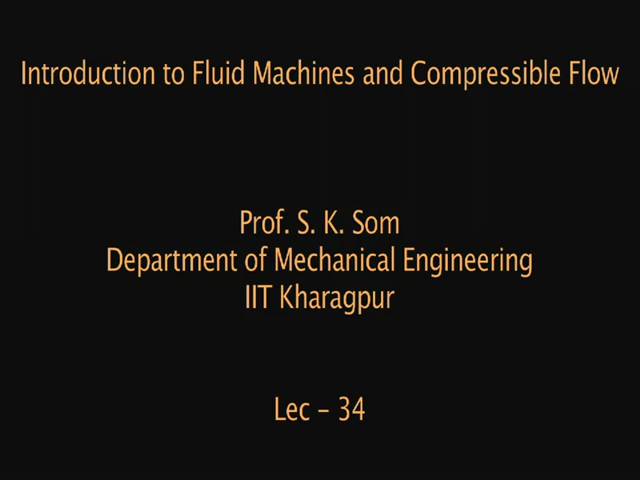 Introduction to Fluid Machines and Compressible Flow
Prof. S. K. Som
Department of Mechanical Engineering
IIT Kharagpur
Lec – 34